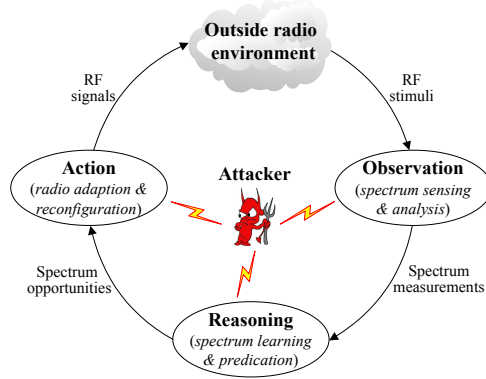 Outside radio
environment
RF
signals
RF
stimuli
Action
(radio adaption &
reconfiguration)
Attacker
Observation
(spectrum sensing
& analysis)
Spectrum
opportunities
Spectrum
measurements
Reasoning
(spectrum learning
& predication)